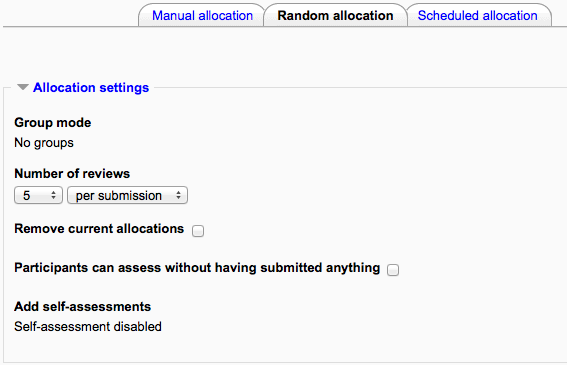 Manual allocation Random allocation Scheduled allocation
Allocation settings
Group mode
No groups
Number of reviews
5 per submission
Remove current allocations
Participants can assess without having submitted anything
Add self-assessments
Self-assessment disabled